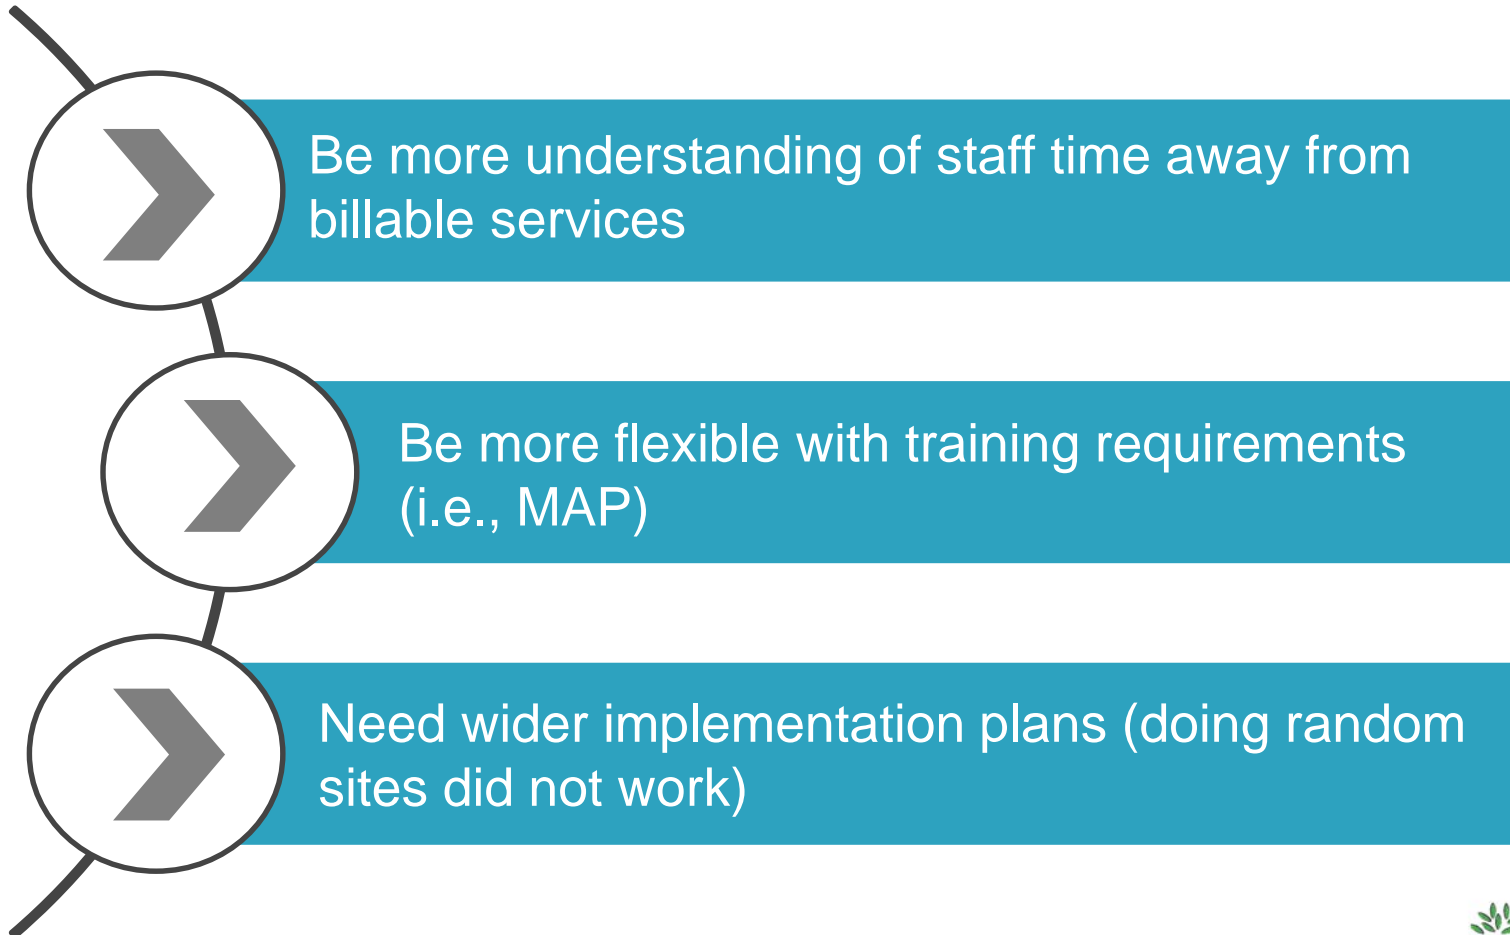 Be more understanding of staff time away from
billable services
Be more flexible with training requirements
(i.e., MAP)
Need wider implementation plans (doing random
sites did not work)